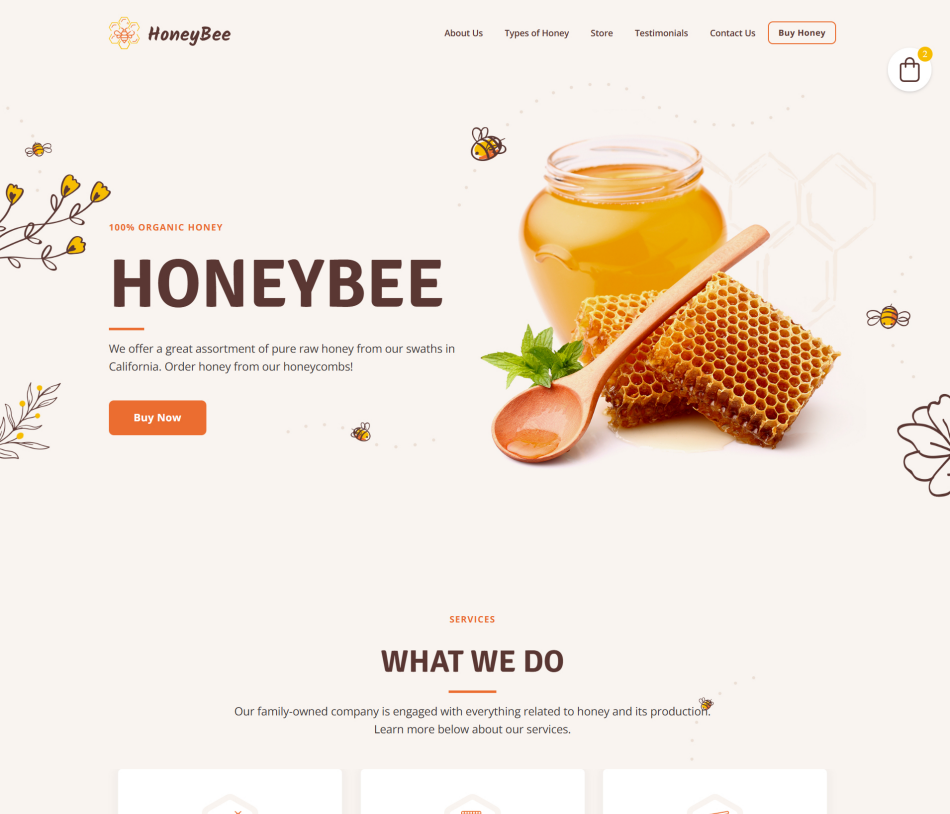 HoneyBee
About Us
Types of Honey
Store
Testimonials
Contact Us
Buy Honey
2
100% ORGANIC HONEY
HONEYBEE
We offer a great assortment of pure raw honey from our swaths in
California. Order honey from our honeycombs!
Buy Now
SERVICES
WHAT WE DO
Our family-owned company is engaged with everything related to honey and its production.
Learn more below about our services.